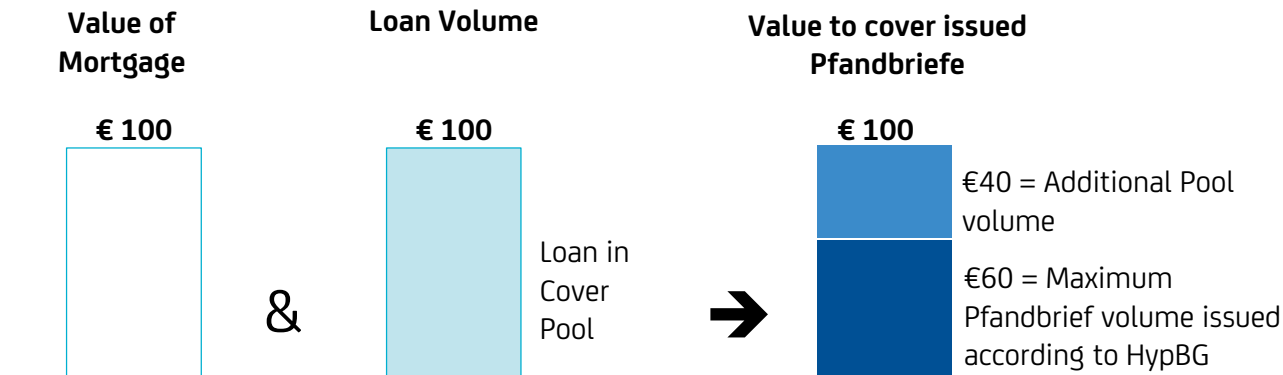 Value of
Mortgage
Loan Volume
Value to cover issued
Pfandbriefe
€ 100
€ 100
€ 100
&
Loan in
Cover
Pool
€40 = Additional Pool
volume
€60 = Maximum
Pfandbrief volume issued
according to HypBG